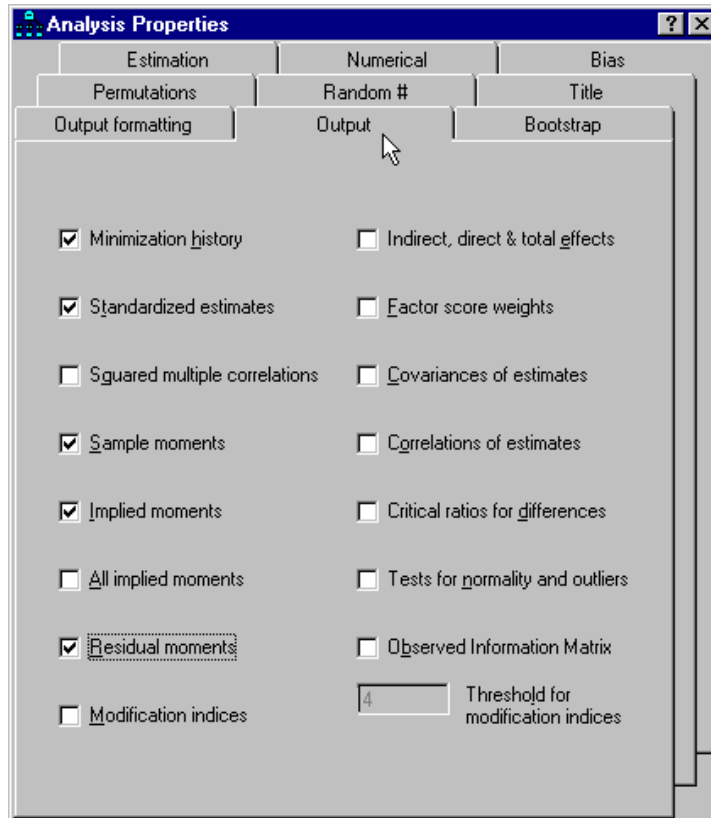 Analysis Properties
Estimation
Numerical
Bias
Permutations
Random #
Title
Output formatting
Output
Bootstrap
Minimization history
Indirect, direct & total effects
Standardized estimates
Factor score weights
Squared multiple correlations
Covariances of estimates
Sample moments
Correlations of estimates
Implied moments
Critical ratios for differences
All implied moments
Tests for normality and outliers
Residual moments
Observed Information Matrix
Modification indices
4
Threshold for
modification indices